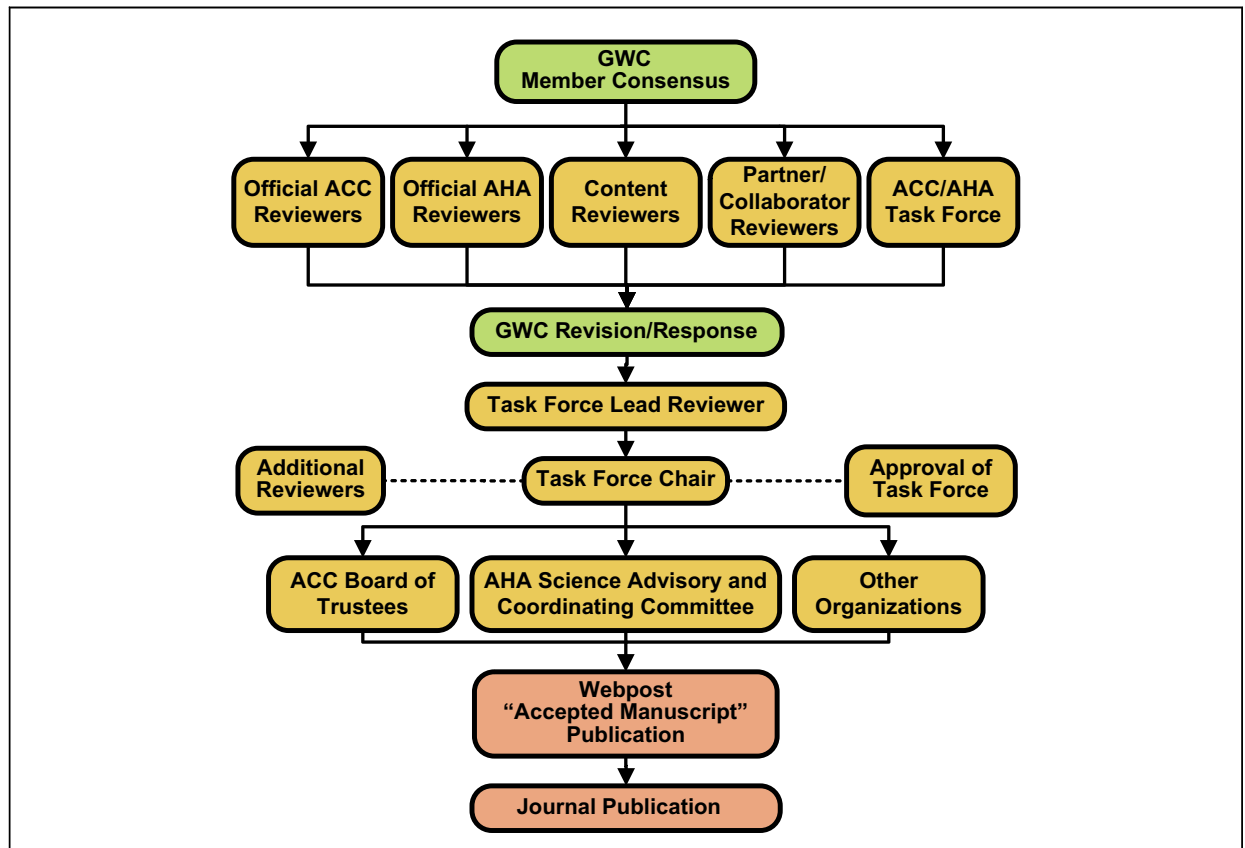 GWC
Member Consensus
Official ACC
Reviewers
Official AHA
Reviewers
Content
Reviewers
Partner/
Collaborator
Reviewers
ACC/AHA
Task Force
GWC Revision/Response
Task Force Lead Reviewer
Additional
Reviewers
Task Force Chair
Approval of
Task Force
ACC Board of
Trustees
AHA Science Advisory and
Coordinating Committee
Other
Organizations
Webpost
“Accepted Manuscript”
Publication
Journal Publication